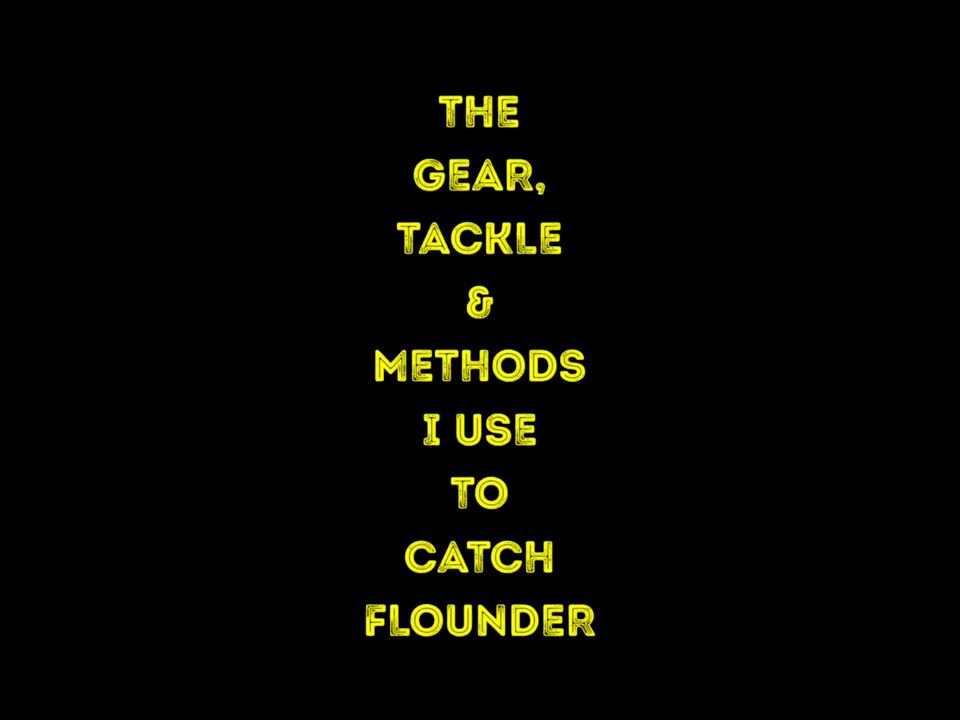 THE
GEAR,
TACKLE
&
METHODS
I USE
TO
CATCH
FLOUNDER